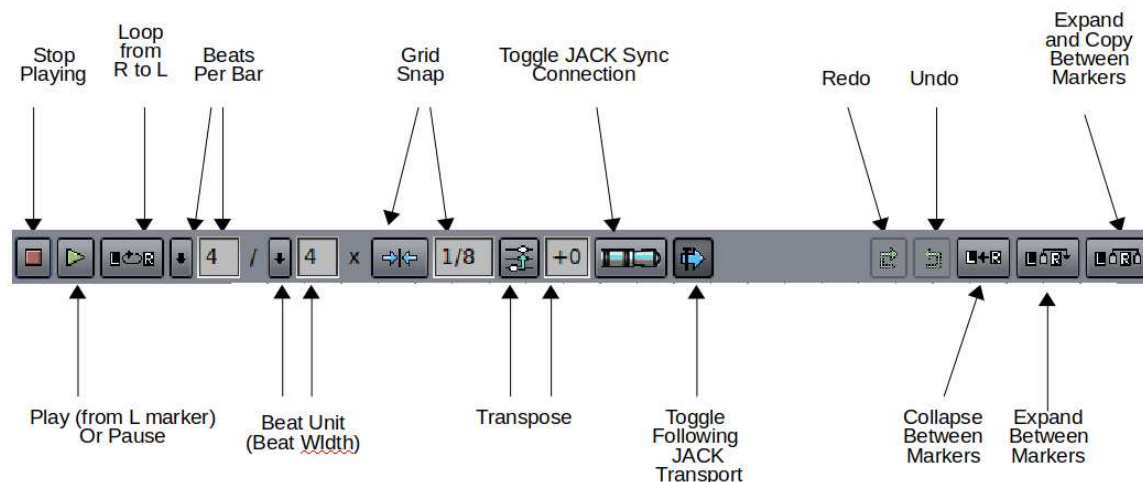 Stop
Playing
Loop
from
R to L
Beats
Per Bar
Grid
Snap
Toggle JACK Sync
Connection
Redo
Undo
Expand
and Copy
Between
Markers
L R
4
/
4
x
1/8
+0
L R
L R
L R
Play (from L marker)
Or Pause
Beat Unit
(Beat WIdth)
Transpose
Toggle
Following
JACK
Transport
Collapse
Between
Markers
Expand
Between
Markers